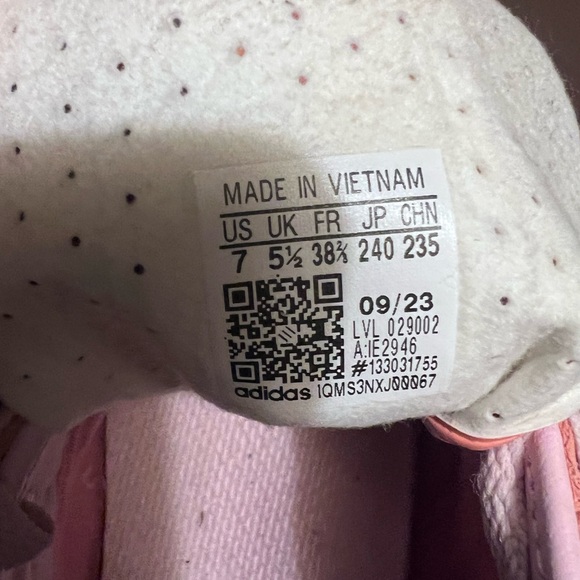 MADE IN VIETNAM
US UK FR JP CHN
7 5½ 38⅔ 240 235
09/23
LVL 029002
A:IE2946
#133031755
adidas 1QMS3NXJ00067